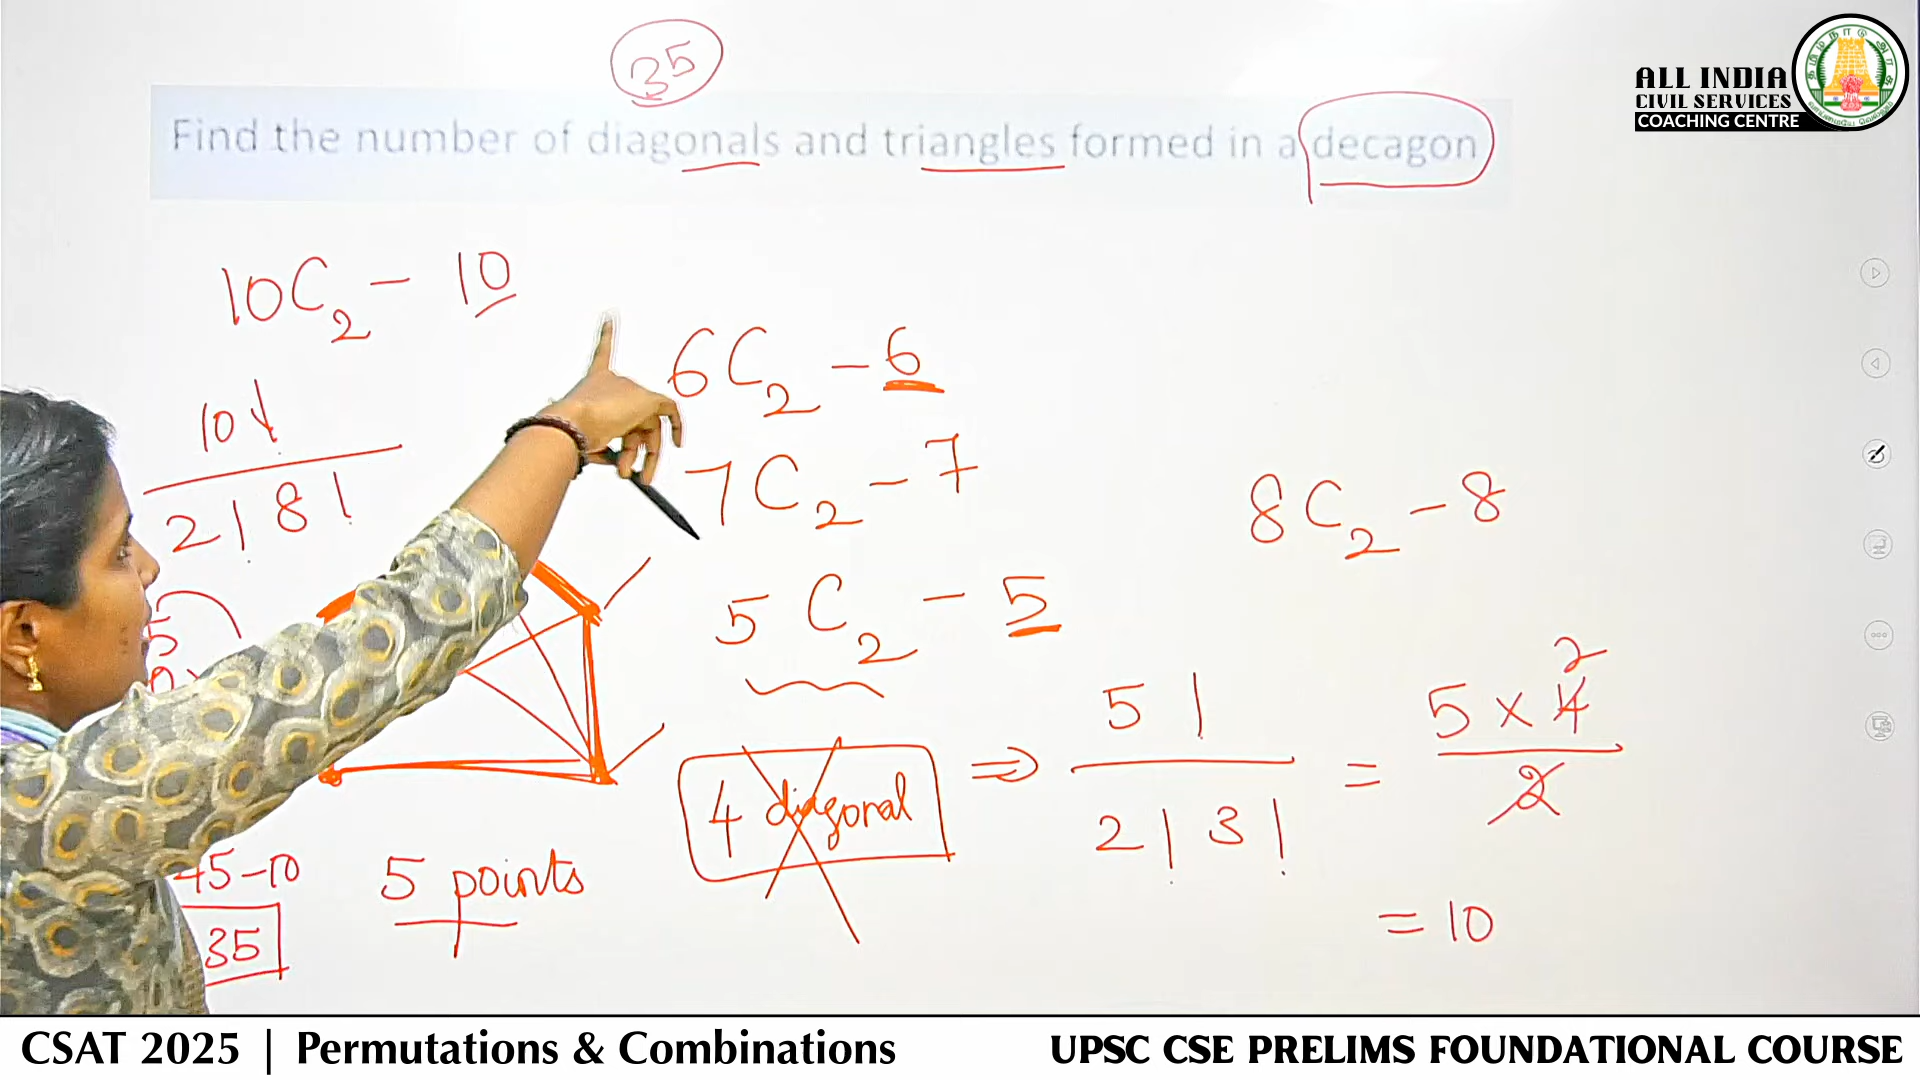 35
ALL INDIA
CIVIL SERVICES
COACHING CENTRE
Find the number of diagonals and triangles formed in a decagon
10C2 - 10
6C2 - 6
10!
2! 8!
7C2 - 7
8C2 - 8
5C2 - 5
4 diagonal
⇒ 5! / 2! 3! = 5 × 4 2 / 2
= 10
45-10
35
5 points
CSAT 2025 | Permutations & Combinations
UPSC CSE PRELIMS FOUNDATIONAL COURSE